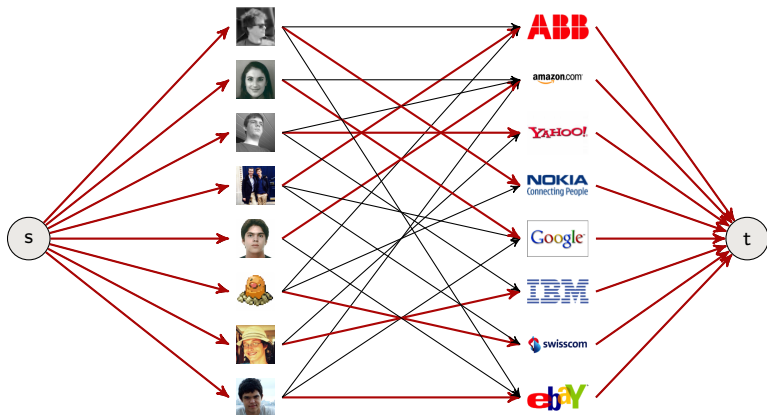 ABB
amazon.com
YAHOO!
NOKIA
Connecting People
s
Google
t
IBM
swisscom
ebaY